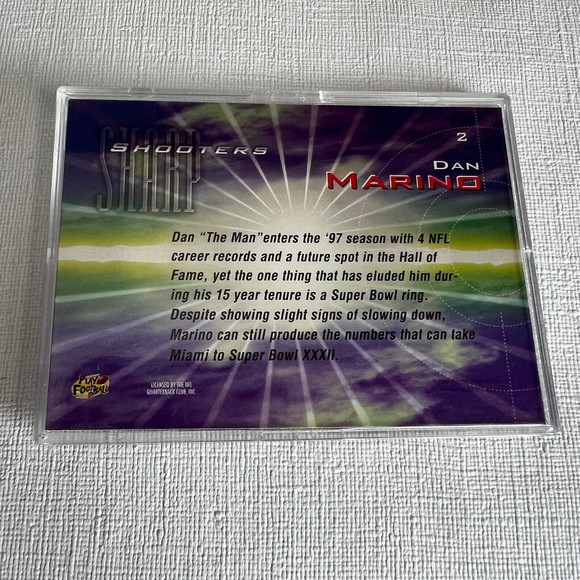 SHARP
SHOOTERS
2
DAN
MARINO
Dan "The Man"enters the '97 season with 4 NFL
career records and a future spot in the Hall of
Fame, yet the one thing that has eluded him dur-
ing his 15 year tenure is a Super Bowl ring.
Despite showing slight signs of slowing down,
Marino can still produce the numbers that can take
Miami to Super Bowl XXXII.
PLAY
FOOTBALL
LICENSED BY THE NFL
QUARTERBACK CLUB, INC.